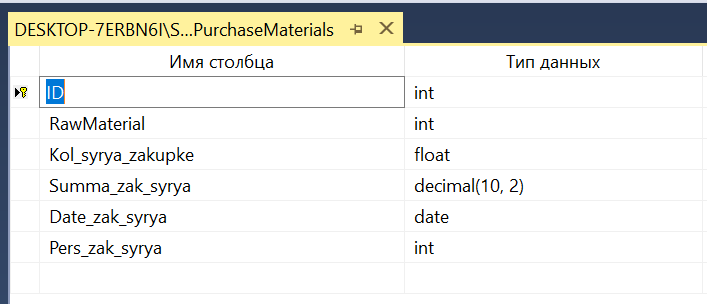 DESKTOP-7ERBN6I\S...PurchaseMaterials
Имя столбца Тип данных
ID int
RawMaterial int
Kol_syrya_zakupke float
Summa_zak_syrya decimal(10, 2)
Date_zak_syrya date
Pers_zak_syrya int